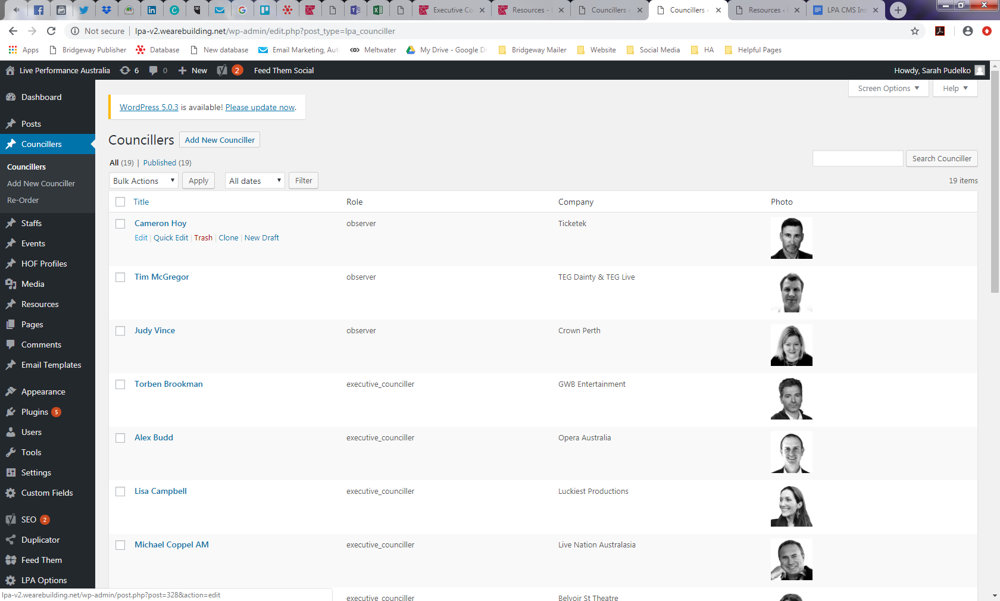 Executive Co
Resources -
Councillers
Councillers ‹
Resources ‹
LPA CMS Ins
Not secure
lpa-v2.wearebuilding.net/wp-admin/edit.php?post_type=lpa_counciller
Apps
Bridgeway Publisher
Database
New database
Email Marketing, Aut
Meltwater
My Drive - Google Dr
Bridgeway Mailer
Website
Social Media
HA
Helpful Pages
Live Performance Australia
6
0
New
2
Feed Them Social
Howdy, Sarah Pudelko
Screen Options
Help
WordPress 5.0.3 is available! Please update now.
Councillers
Add New Counciller
All (19) | Published (19)
Search Counciller
Bulk Actions
Apply
All dates
Filter
19 items
Dashboard
Posts
Councillers
Councillers
Add New Counciller
Re-Order
Staffs
Events
HOF Profiles
Media
Resources
Pages
Comments
Email Templates
Appearance
Plugins 5
Users
Tools
Settings
Custom Fields
SEO 2
Duplicator
Feed Them
LPA Options
Title Role Company Photo
Cameron Hoy observer Ticketek
Edit | Quick Edit | Trash | Clone | New Draft
Tim McGregor observer TEG Dainty & TEG Live
Judy Vince observer Crown Perth
Torben Brookman executive_counciller GWB Entertainment
Alex Budd executive_counciller Opera Australia
Lisa Campbell executive_counciller Luckiest Productions
Michael Coppel AM executive_counciller Live Nation Australasia
executive_counciller Belvoir St Theatre
lpa-v2.wearebuilding.net/wp-admin/post.php?post=328&action=edit